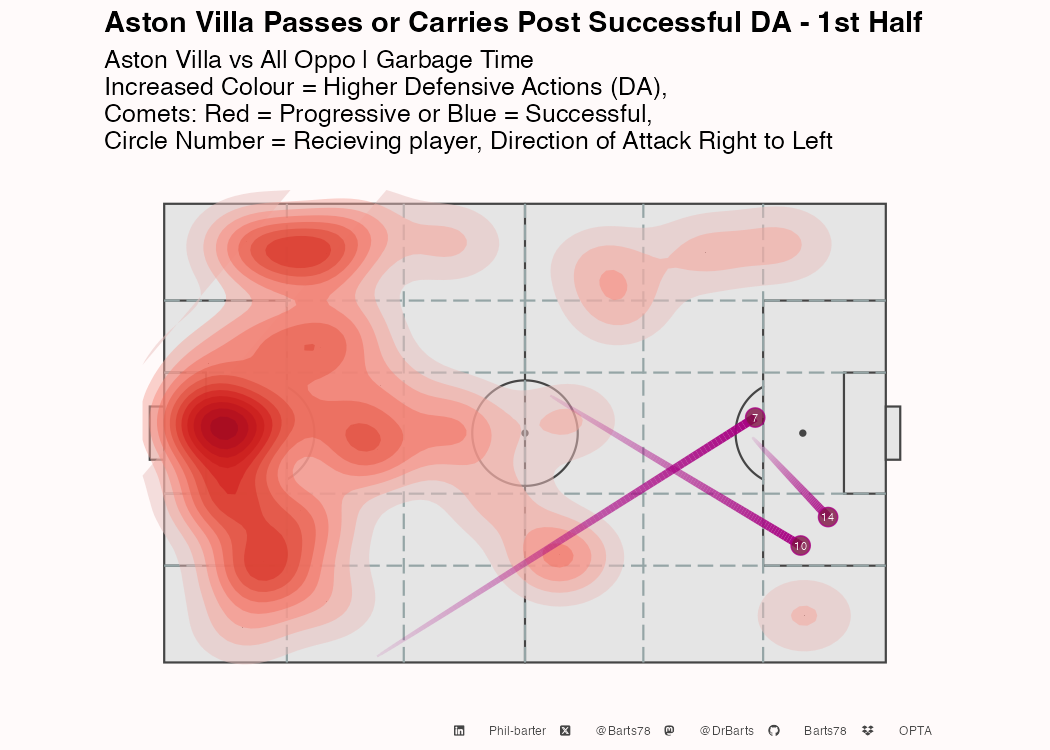 Aston Villa Passes or Carries Post Successful DA - 1st Half
Aston Villa vs All Oppo | Garbage Time
Increased Colour = Higher Defensive Actions (DA),
Comets: Red = Progressive or Blue = Successful,
Circle Number = Recieving player, Direction of Attack Right to Left
7
14
10
Phil-barter @Barts78 @DrBarts Barts78 OPTA